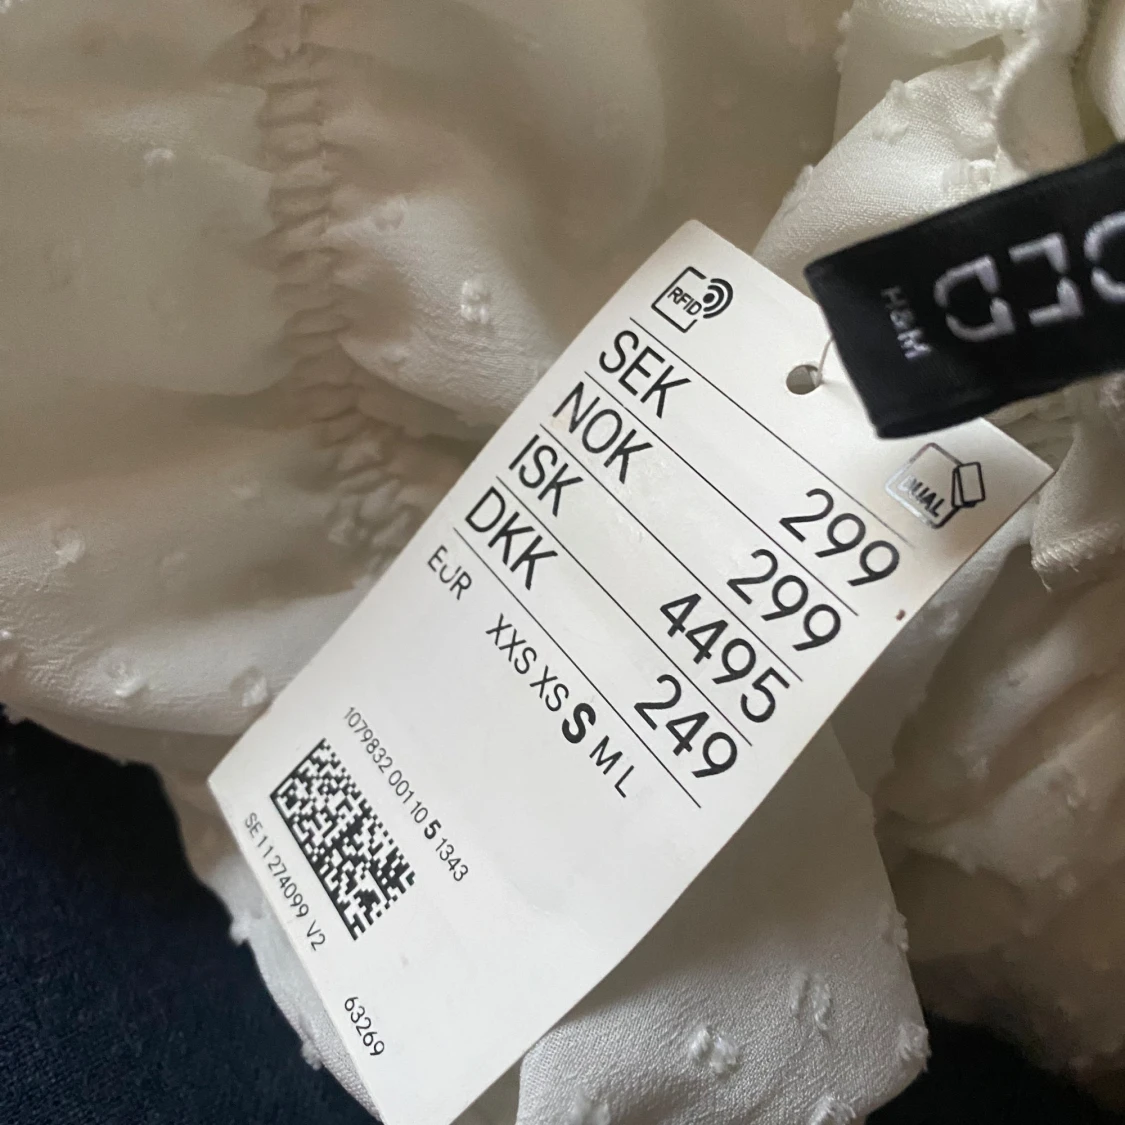 RFID
SEK 299
NOK 299
ISK 4495
DKK 249
EUR XXS XS S M L
1079832 001 10 5 1343
SE 11274099 V2
63269
DUAL
H&M